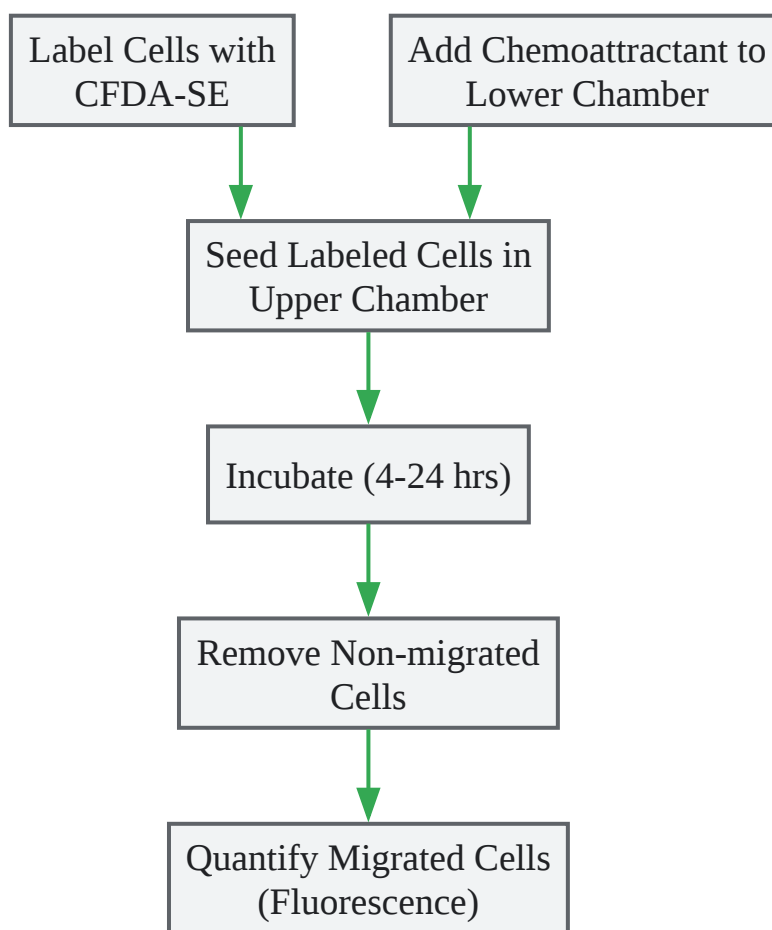 Label Cells with
CFDA-SE
Add Chemoattractant to
Lower Chamber
Seed Labeled Cells in
Upper Chamber
Incubate (4-24 hrs)
Remove Non-migrated
Cells
Quantify Migrated Cells
(Fluorescence)